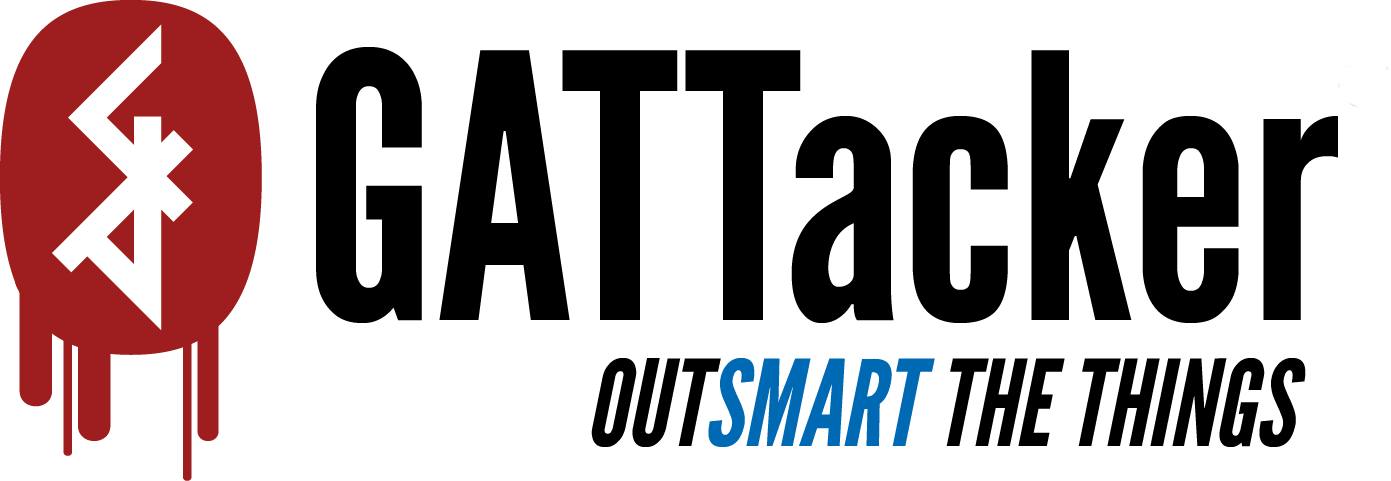 GATTacker
OUTSMART THE THINGS